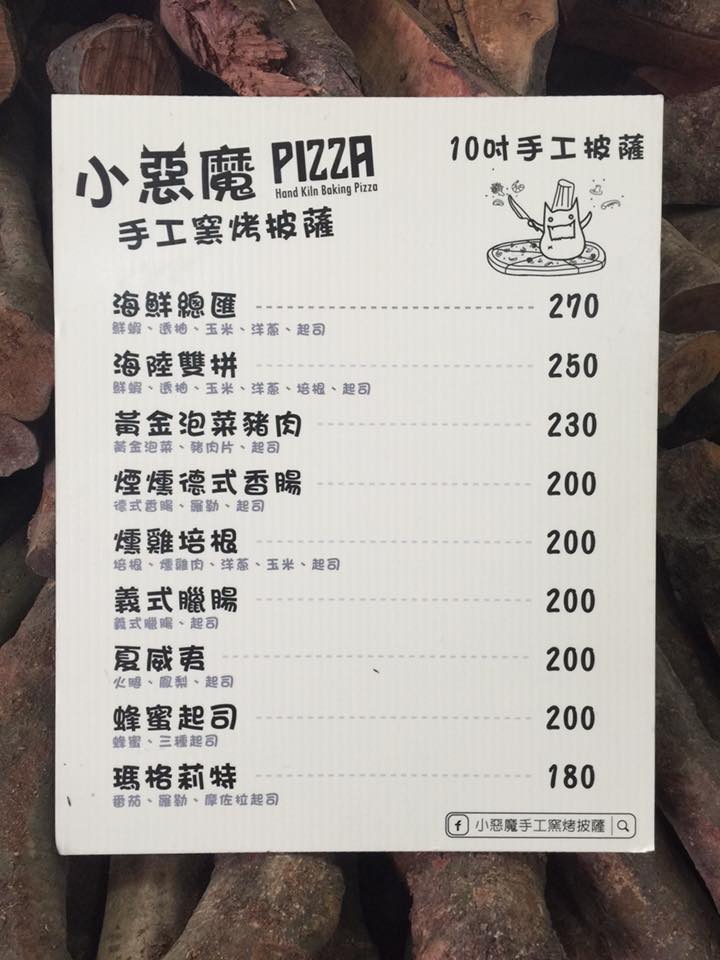 小惡魔 PIZZA
Hand Kiln Baking Pizza
手工窯烤披薩
10吋手工披薩
海鮮總匯 270
鮮蝦、透抽、玉米、洋蔥、起司
海陸雙拼 250
鮮蝦、透抽、玉米、洋蔥、培根、起司
黃金泡菜豬肉 230
黃金泡菜、豬肉片、起司
煙燻德式香腸 200
德式香腸、羅勒、起司
燻雞培根 200
培根、燻雞肉、洋蔥、玉米、起司
義式臘腸 200
義式臘腸、起司
夏威夷 200
火腿、鳳梨、起司
蜂蜜起司 200
蜂蜜、三種起司
瑪格莉特 180
番茄、羅勒、摩佐拉起司
f 小惡魔手工窯烤披薩